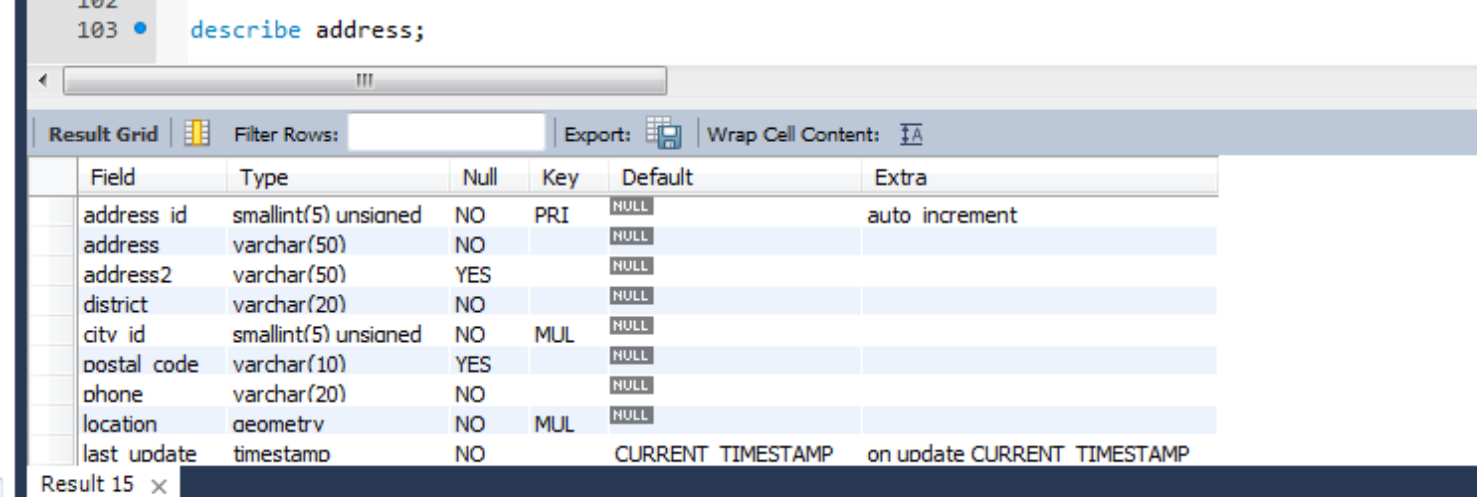 102
103 describe address;
Result Grid Filter Rows: Export: Wrap Cell Content: IA
Field Type Null Key Default Extra
address_id smallint(5) unsigned NO PRI NULL auto_increment
address varchar(50) NO NULL
address2 varchar(50) YES NULL
district varchar(20) NO NULL
city_id smallint(5) unsigned NO MUL NULL
postal_code varchar(10) YES NULL
phone varchar(20) NO NULL
location geometry NO MUL NULL
last_update timestamp NO CURRENT_TIMESTAMP on update CURRENT_TIMESTAMP
Result 15 ×